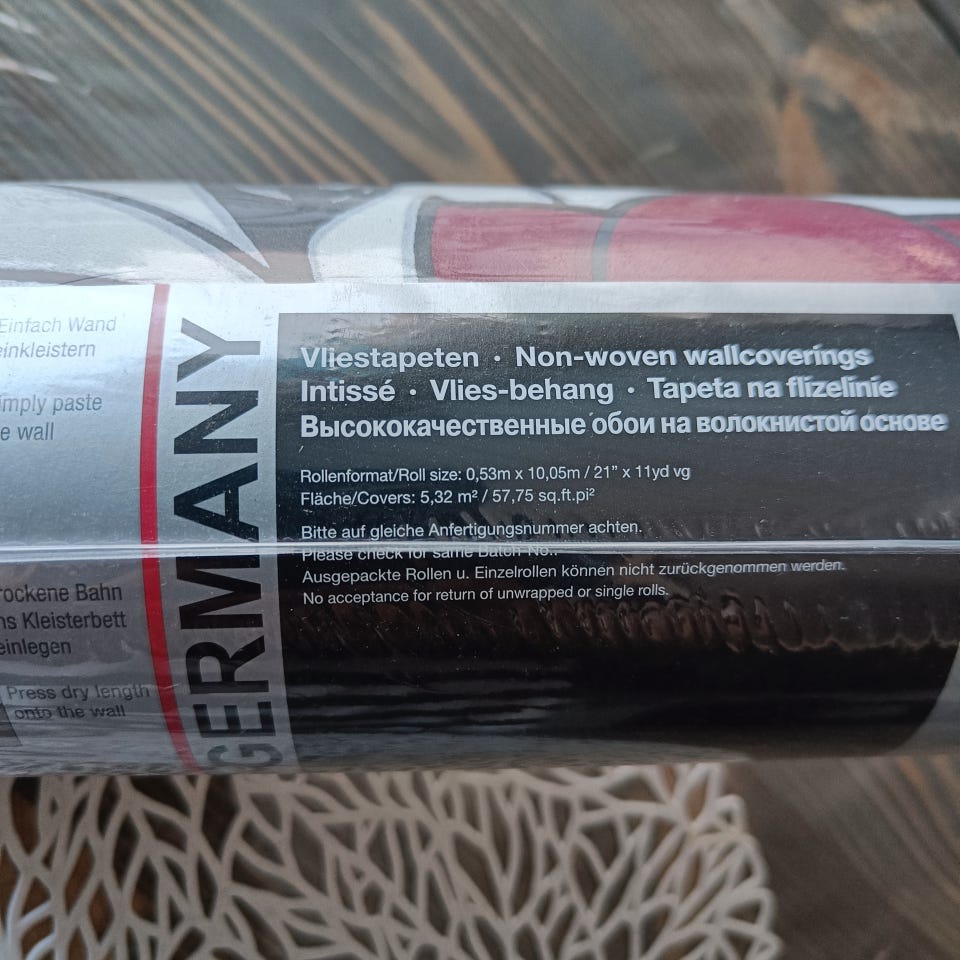 Einfach Wand
einkleistern
imply paste
e wall
rockene Bahn
ns Kleisterbett
einlegen
Press dry length
onto the wall
GERMANY
Vliestapeten · Non-woven wallcoverings
Intissé · Vlies-behang · Tapeta na flizelinie
Высококачественные обои на волокнистой основе
Rollenformat/Roll size: 0,53m x 10,05m / 21” x 11yd vg
Fläche/Covers: 5,32 m² / 57,75 sq.ft.pi²
Bitte auf gleiche Anfertigungsnummer achten.
Please check for same Batch-No..
Ausgepackte Rollen u. Einzelrollen können nicht zurückgenommen werden.
No acceptance for return of unwrapped or single rolls.